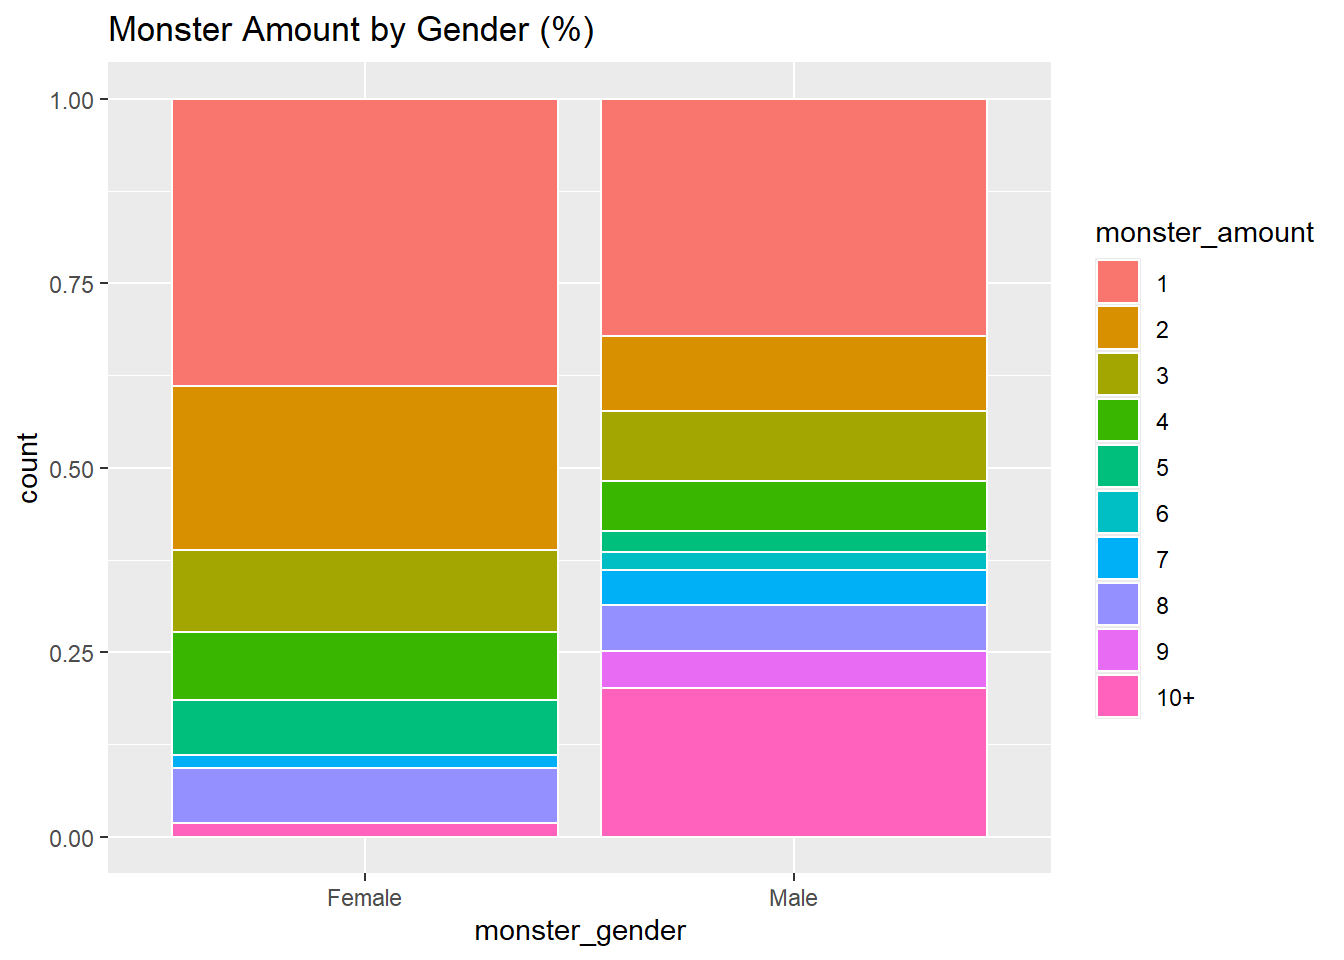 Monster Amount by Gender (%)
count
1.00
0.75
0.50
0.25
0.00
Female
Male
monster_gender
monster_amount
1
2
3
4
5
6
7
8
9
10+